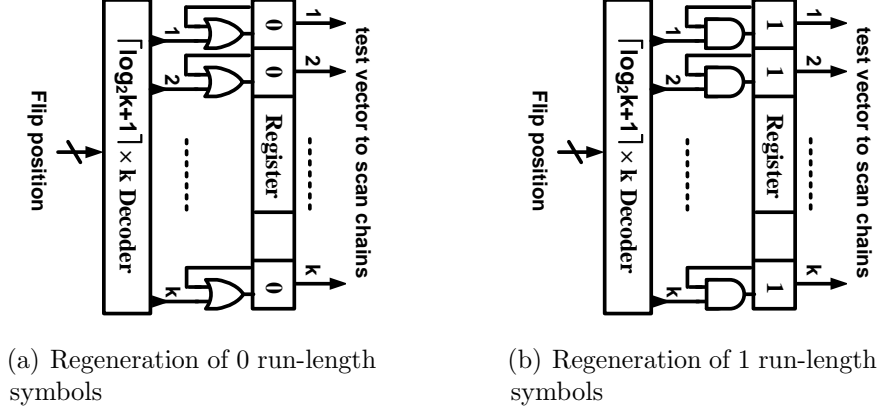 Flip position
⌈log₂k+1⌉ × k Decoder
1
2
k
0
0
Register
0
1
2
k
test vector to scan chains
(a) Regeneration of 0 run-length
symbols
Flip position
⌈log₂k+1⌉ × k Decoder
1
2
k
1
1
Register
1
1
2
k
test vector to scan chains
(b) Regeneration of 1 run-length
symbols